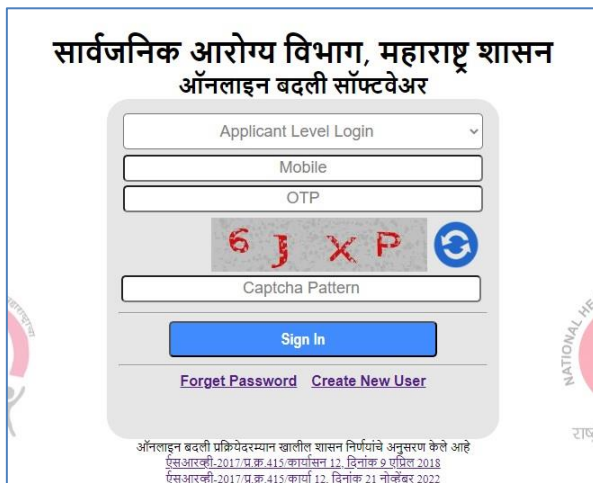 सार्वजनिक आरोग्य विभाग, महाराष्ट्र शासन
ऑनलाइन बदली सॉफ्टवेअर
Applicant Level Login
Mobile
OTP
6 J X P
Captcha Pattern
Sign In
Forget Password Create New User
NATIONAL HE
राष्
ऑनलाइन बदली प्रक्रियेदरम्यान खालील शासन निर्णयांचे अनुसरण केले आहे
एसआरव्ही-2017/प्र.क्र.415/कार्यासन 12, दिनांक 9 एप्रिल 2018
एसआरव्ही-2017/प्र.क्र.415/कार्या 12, दिनांक 21 नोव्हेंबर 2022